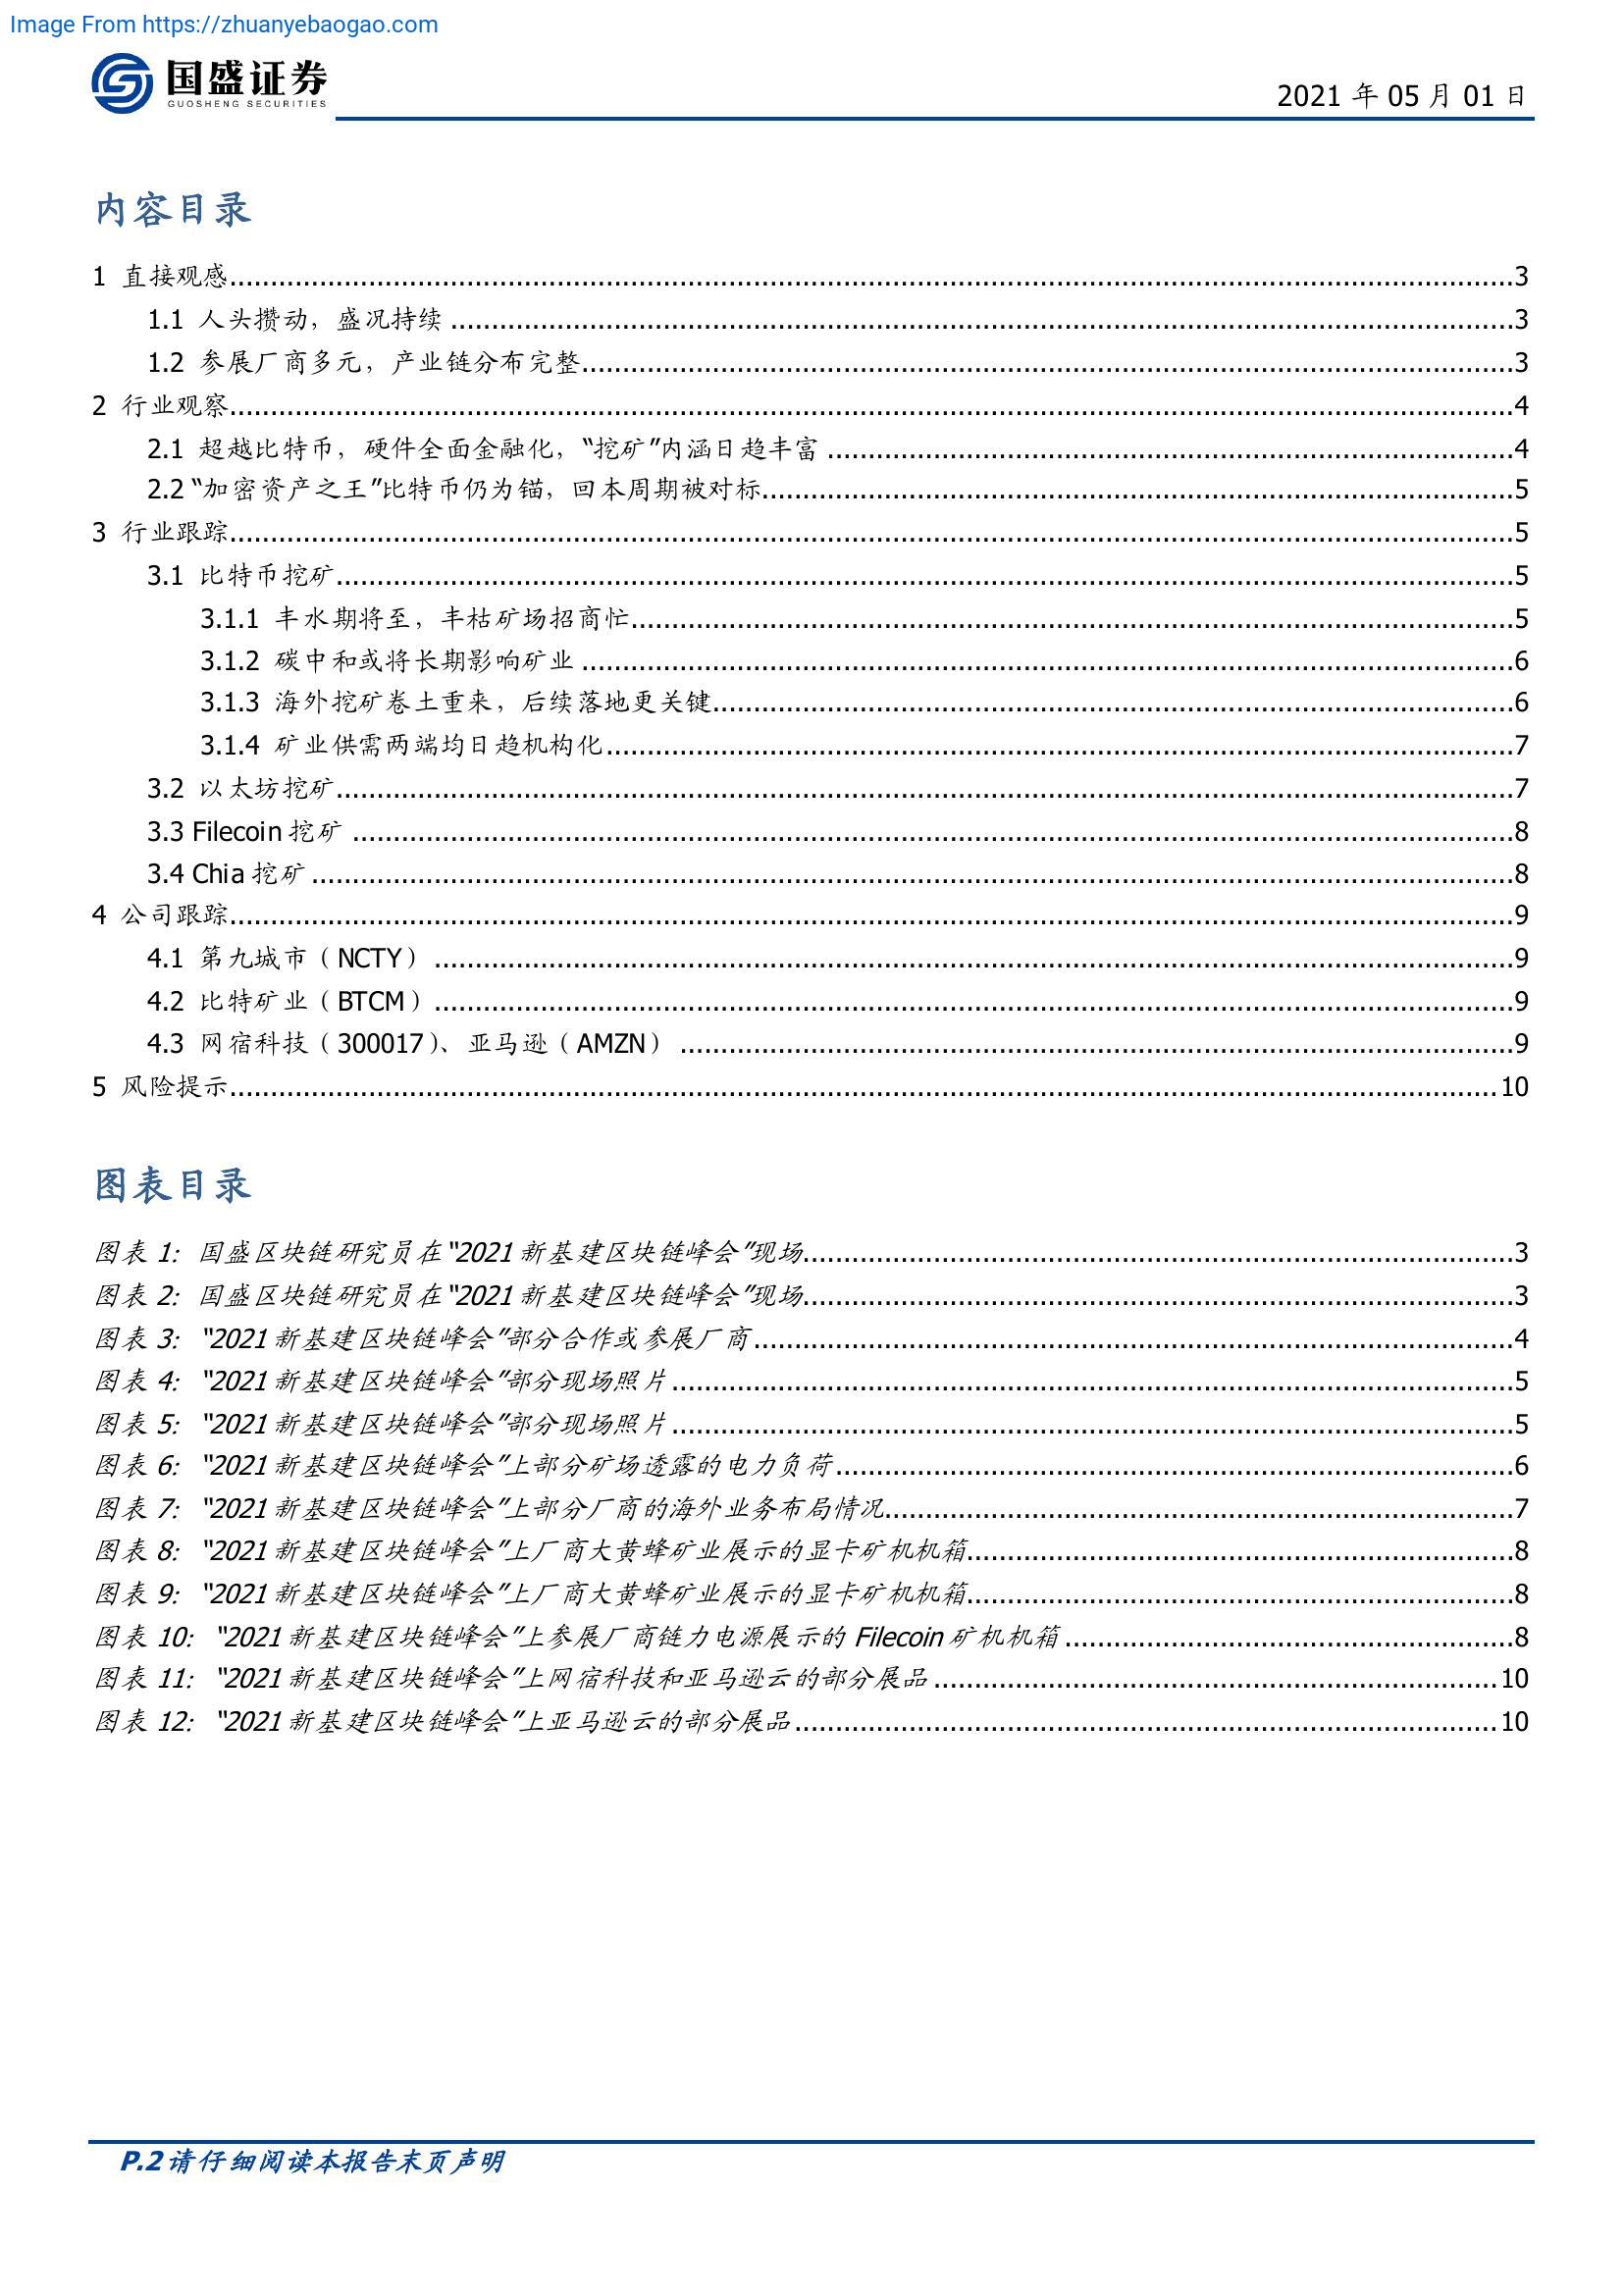 Image From https://zhuanyebaogao.com
国盛证券
GUOSHENG SECURITIES
2021 年 05 月 01 日
内容目录
1 直接观感 3
1.1 人头攒动，盛况持续 3
1.2 参展厂商多元，产业链分布完整 3
2 行业观察 4
2.1 超越比特币，硬件全面金融化，“挖矿”内涵日趋丰富 4
2.2 “加密资产之王”比特币仍为锚，回本周期被对标 5
3 行业跟踪 5
3.1 比特币挖矿 5
3.1.1 丰水期将至，丰枯矿场招商忙 5
3.1.2 碳中和或将长期影响矿业 6
3.1.3 海外挖矿卷土重来，后续落地更关键 6
3.1.4 矿业供需两端均日趋机构化 7
3.2 以太坊挖矿 7
3.3 Filecoin 挖矿 8
3.4 Chia 挖矿 8
4 公司跟踪 9
4.1 第九城市（NCTY） 9
4.2 比特矿业（BTCM） 9
4.3 网宿科技（300017）、亚马逊（AMZN） 9
5 风险提示 10
图表目录
图表 1: 国盛区块链研究员在“2021 新基建区块链峰会”现场 3
图表 2: 国盛区块链研究员在“2021 新基建区块链峰会”现场 3
图表 3: “2021 新基建区块链峰会”部分合作或参展厂商 4
图表 4: “2021 新基建区块链峰会”部分现场照片 5
图表 5: “2021 新基建区块链峰会”部分现场照片 5
图表 6: “2021 新基建区块链峰会”上部分矿场透露的电力负荷 6
图表 7: “2021 新基建区块链峰会”上部分厂商的海外业务布局情况 7
图表 8: “2021 新基建区块链峰会”上厂商大黄蜂矿业展示的显卡矿机机箱 8
图表 9: “2021 新基建区块链峰会”上厂商大黄蜂矿业展示的显卡矿机机箱 8
图表 10: “2021 新基建区块链峰会”上参展厂商链力电源展示的 Filecoin 矿机机箱 8
图表 11: “2021 新基建区块链峰会”上网宿科技和亚马逊云的部分展品 10
图表 12: “2021 新基建区块链峰会”上亚马逊云的部分展品 10
P.2 请仔细阅读本报告末页声明